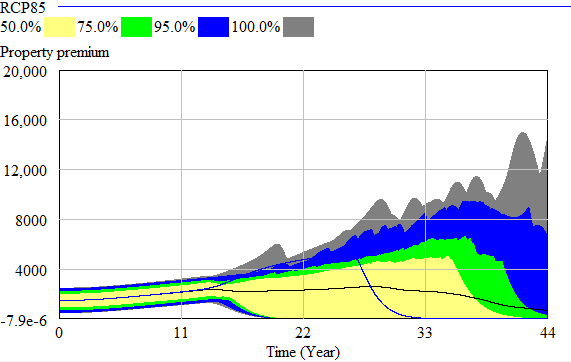 RCP85
50.0% 75.0% 95.0% 100.0%
Property premium
20,000
16,000
12,000
8000
4000
-7.9e-6
0 11 22 33 44
Time (Year)